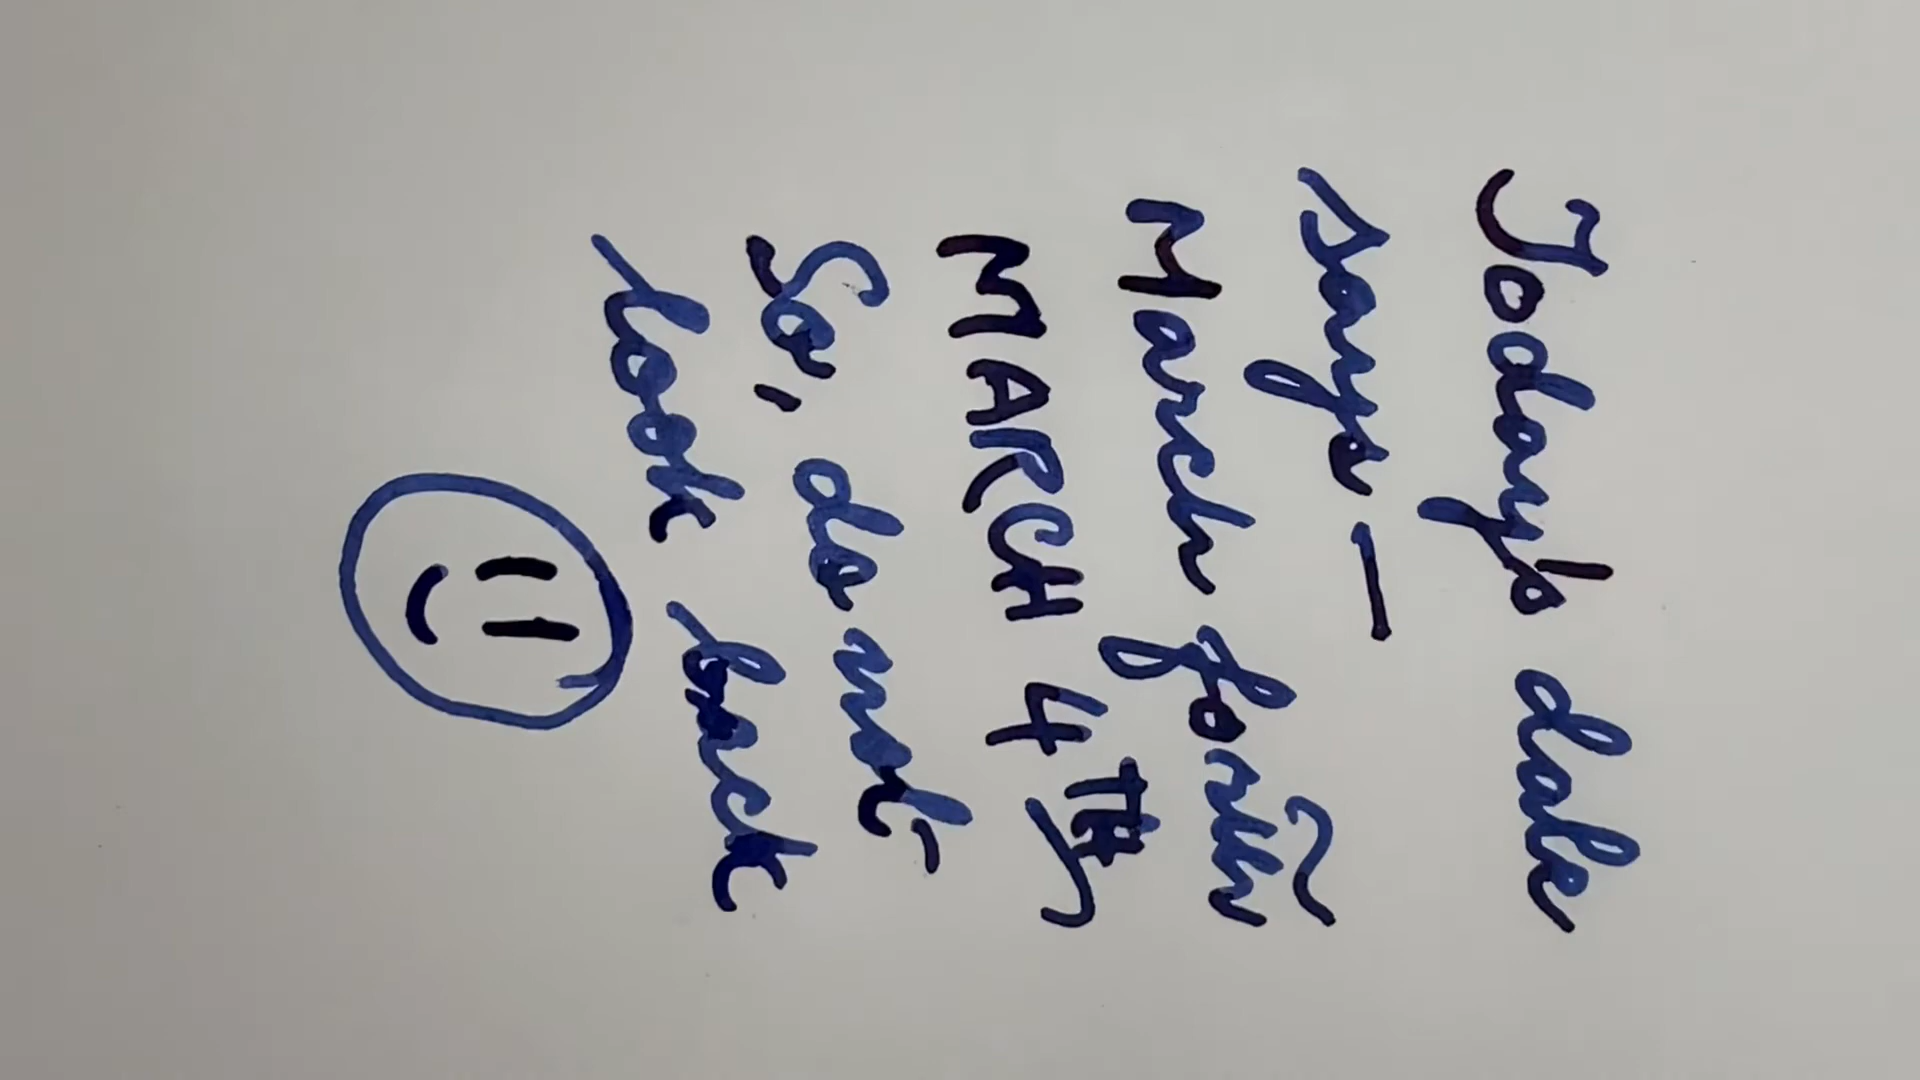 Today's date
says —
March forth
MARCH 4TH,
So, do not
look back